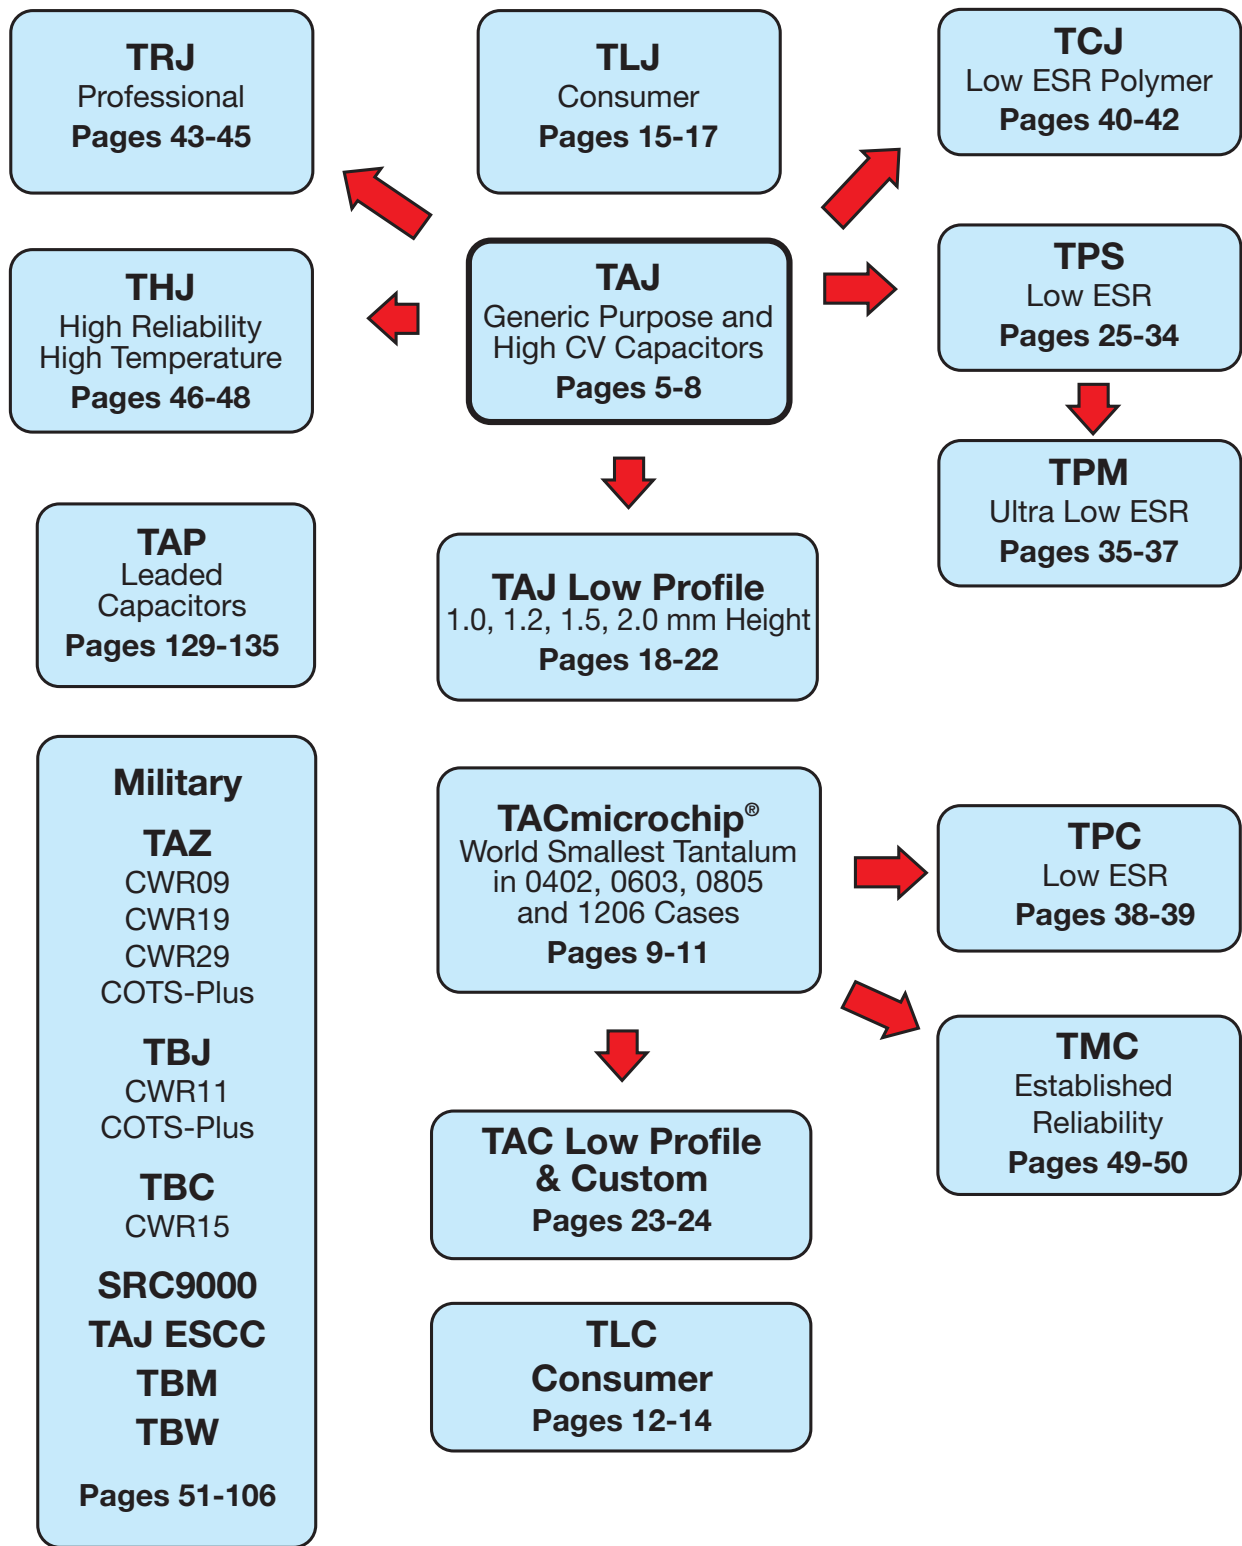 TRJ
Professional
Pages 43-45
TLJ
Consumer
Pages 15-17
TCJ
Low ESR Polymer
Pages 40-42
THJ
High Reliability
High Temperature
Pages 46-48
TAJ
Generic Purpose and
High CV Capacitors
Pages 5-8
TPS
Low ESR
Pages 25-34
TPM
Ultra Low ESR
Pages 35-37
TAP
Leaded
Capacitors
Pages 129-135
TAJ Low Profile
1.0, 1.2, 1.5, 2.0 mm Height
Pages 18-22
Military
TAZ
CWR09
CWR19
CWR29
COTS-Plus
TBJ
CWR11
COTS-Plus
TBC
CWR15
SRC9000
TAJ ESCC
TBM
TBW
Pages 51-106
TACmicrochip®
World Smallest Tantalum
in 0402, 0603, 0805
and 1206 Cases
Pages 9-11
TPC
Low ESR
Pages 38-39
TMC
Established
Reliability
Pages 49-50
TAC Low Profile
& Custom
Pages 23-24
TLC
Consumer
Pages 12-14